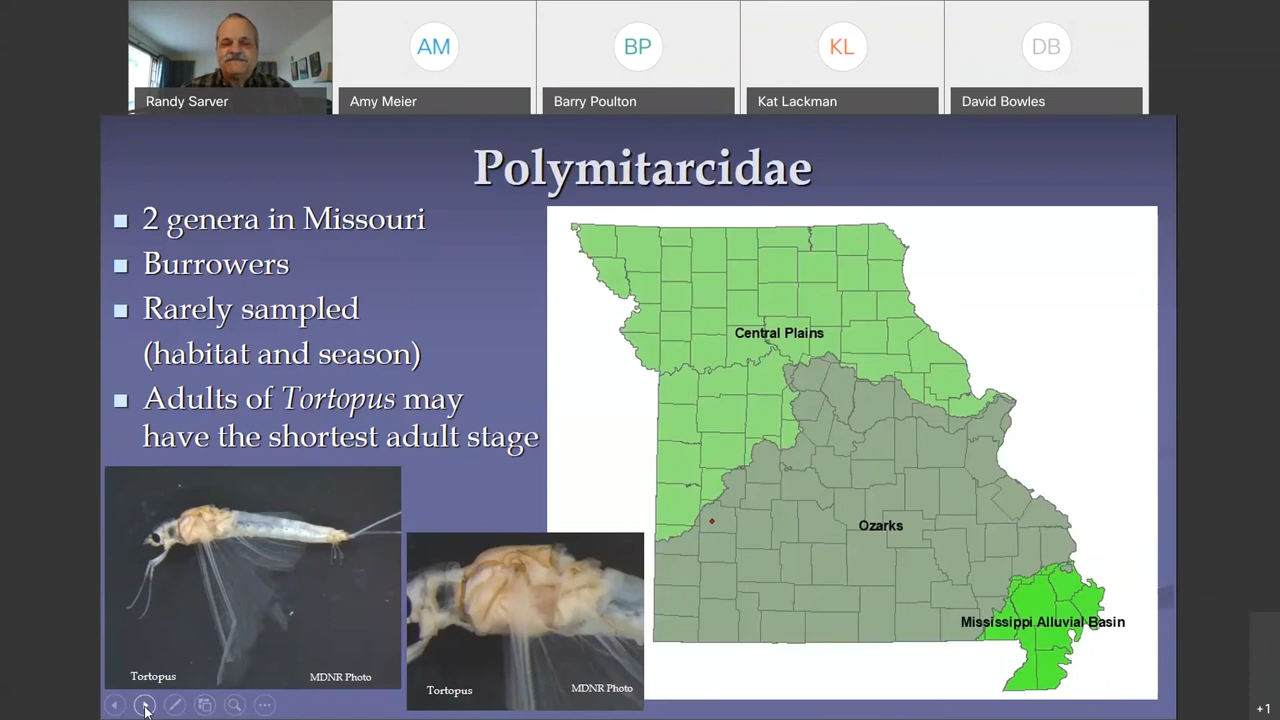 AM
BP
KL
DB
Randy Sarver
Amy Meier
Barry Poulton
Kat Lackman
David Bowles
Polymitarcidae
2 genera in Missouri
Burrowers
Rarely sampled
(habitat and season)
Adults of Tortopus may
have the shortest adult stage
Central Plains
Ozarks
Mississippi Alluvial Basin
Tortopus
MDNR Photo
Tortopus
MDNR Photo
+1